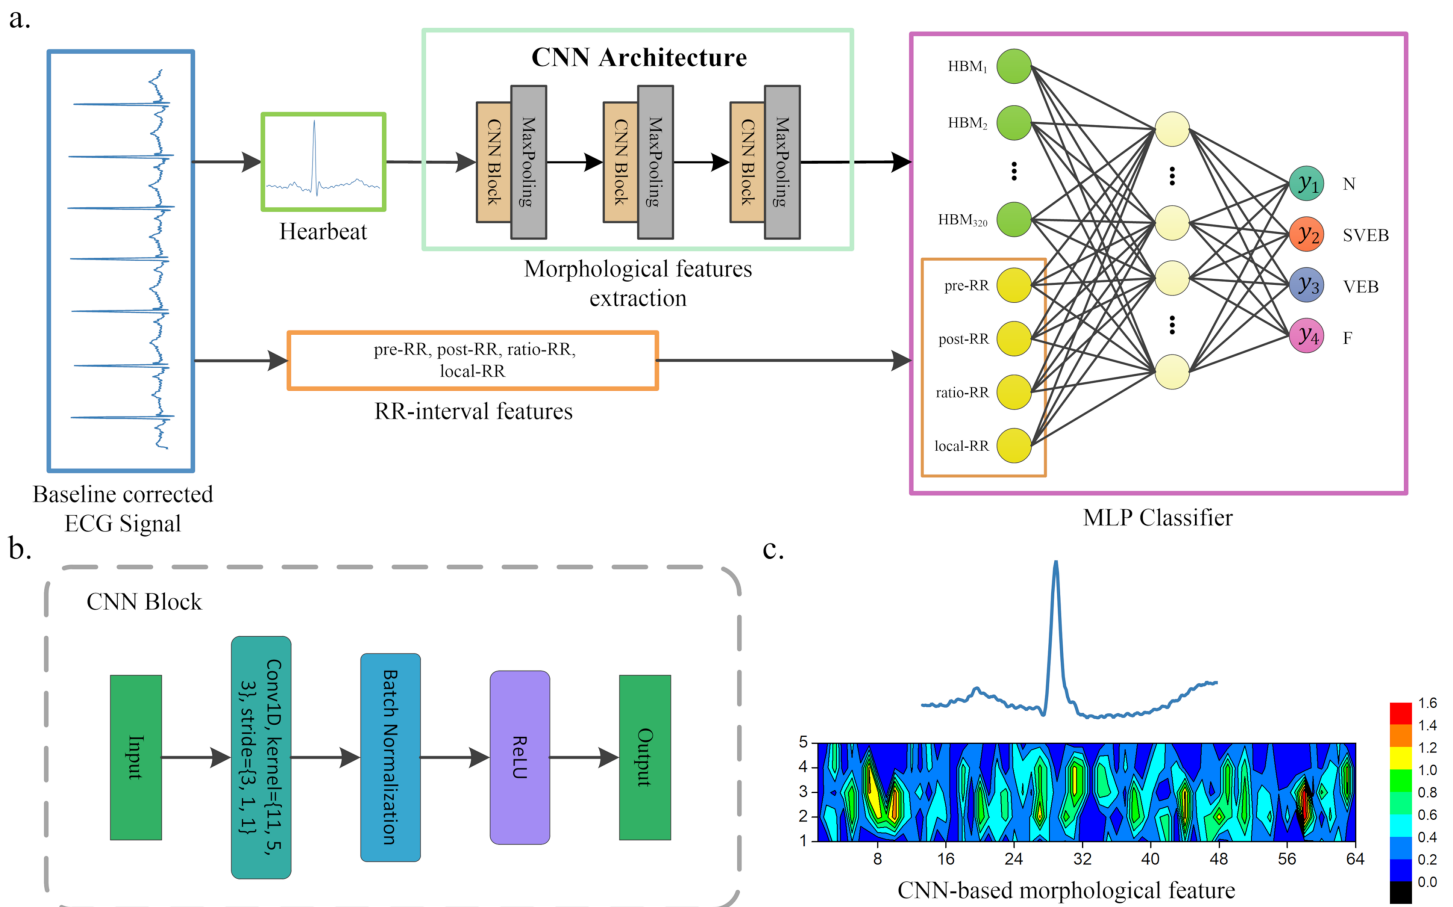 a.
CNN Architecture
CNN Block
MaxPooling
CNN Block
MaxPooling
CNN Block
MaxPooling
Hearbeat
Morphological features
extraction
pre-RR, post-RR, ratio-RR,
local-RR
RR-interval features
Baseline corrected
ECG Signal
HBM₁
HBM₂
HBM₃₂₀
pre-RR
post-RR
ratio-RR
local-RR
y₁ N
y₂ SVEB
y₃ VEB
y₄ F
MLP Classifier
b.
CNN Block
Input
Conv1D, kernel={11, 5,
3}, stride={3, 1, 1}
Batch Normalization
ReLU
Output
c.
5
4
3
2
1
8 16 24 32 40 48 56 64
CNN-based morphological feature
1.6
1.4
1.2
1.0
0.8
0.6
0.4
0.2
0.0